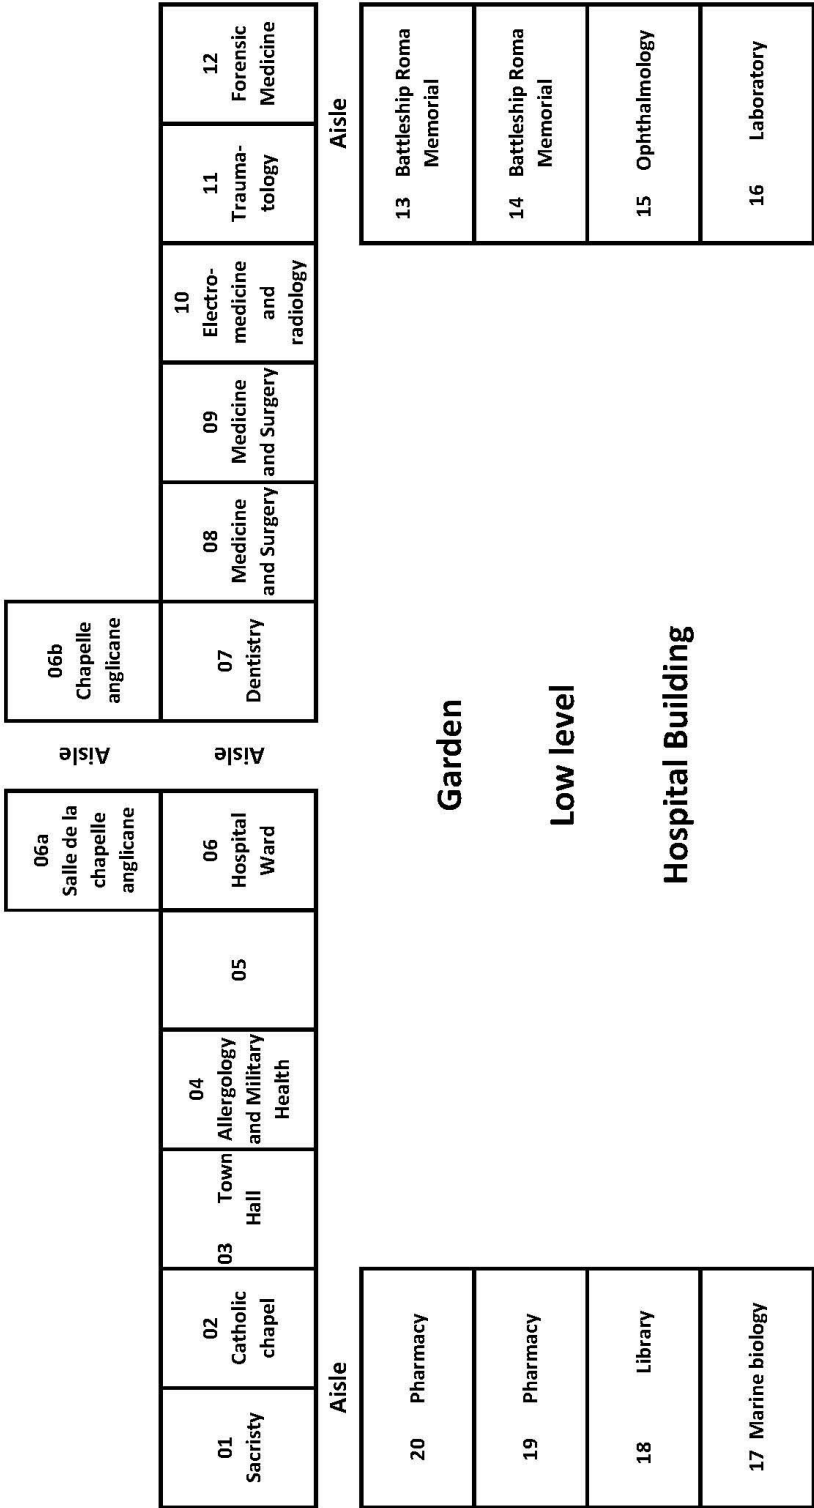 06a
Salle de la
chapelle
anglicane
Aisle
06b
Chapelle
anglicane
01
Sacristy
02
Catholic
chapel
03 Town
Hall
04
Allergology
and Military
Health
05
06
Hospital
Ward
Aisle
07
Dentistry
08
Medicine
and Surgery
09
Medicine
and Surgery
10
Electro-
medicine
and
radiology
11
Trauma-
tology
12
Forensic
Medicine
Aisle
Aisle
20 Pharmacy
19 Pharmacy
18 Library
17 Marine biology
Garden
Low level
Hospital Building
13 Battleship Roma
Memorial
14 Battleship Roma
Memorial
15 Ophthalmology
16 Laboratory